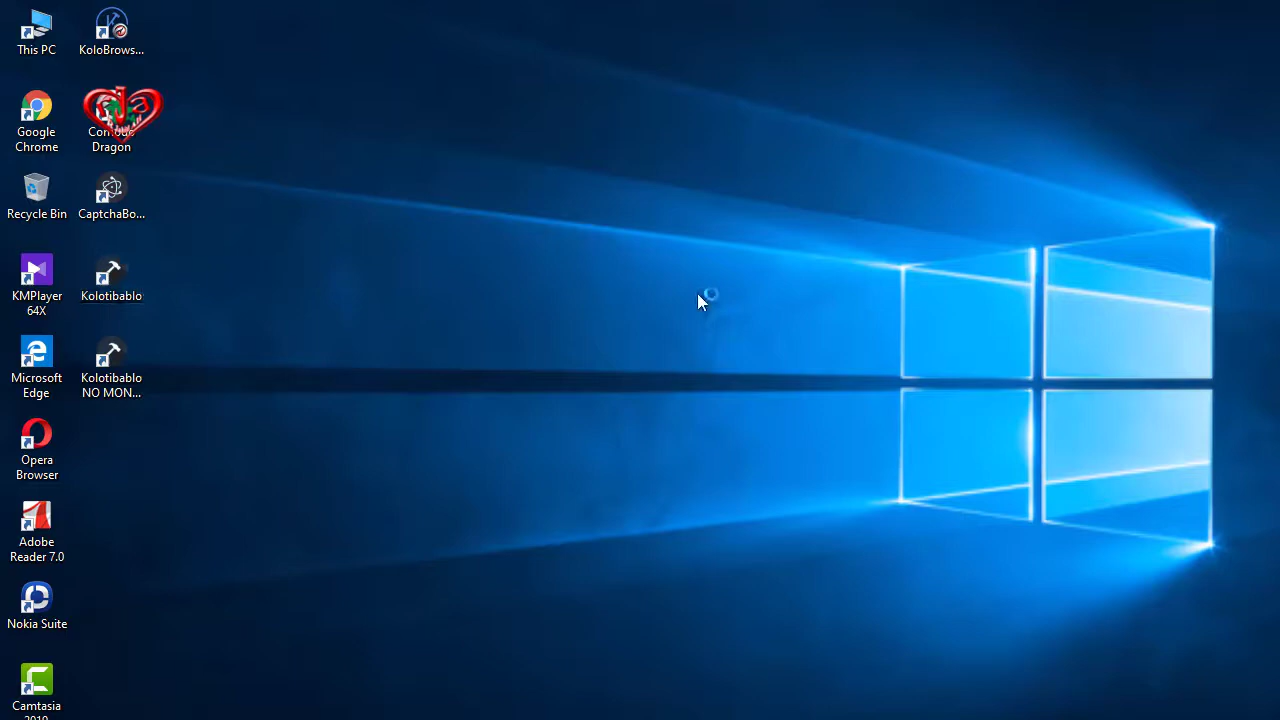 This PC
KoloBrows...
Google
Chrome
Dragon
Recycle Bin
CaptchaBo...
KMPlayer
64X
Kolotibablo
Microsoft
Edge
Kolotibablo
NO MON...
Opera
Browser
Adobe
Reader 7.0
Nokia Suite
Camtasia